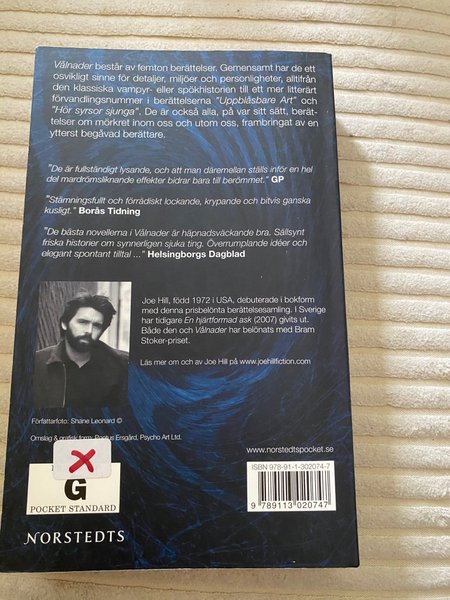 Vålnader består av femton berättelser. Gemensamt har de ett
osvikligt sinne för detaljer, miljöer och personligheter, alltifrån
den klassiska vampyr- eller spökhistorien till ett mer litterärt
förvandlingsnummer i berättelserna "Uppblåsbare Art" och
"Hör syrsor sjunga". De är också alla, på var sitt sätt, berät-
telser om mörkret inom oss och utom oss, frambringat av en
ytterst begåvad berättare.
"De är fullständigt lysande, och att man däremellan ställs inför en hel
del mardrömsliknande effekter bidrar bara till berömmet." GP
"Stämningsfullt och förrädiskt lockande, krypande och bitvis ganska
kusligt." Borås Tidning
"De bästa novellerna i Vålnader är häpnadsväckande bra. Sällsynt
friska historier om synnerligen sjuka ting. Överrumplande idéer och
elegant spontant tilltal ..." Helsingborgs Dagblad
Joe Hill, född 1972 i USA, debuterade i bokform
med denna prisbelönta berättelsesamling. I Sverige
har tidigare En hjärtformad ask (2007) givits ut.
Både den och Vålnader har belönats med Bram
Stoker-priset.
Läs mer om och av Joe Hill på www.joehillfiction.com
Författarfoto: Shane Leonard ©
Omslag & grafisk form: Pontus Ersgård, Psycho Art Ltd.
www.norstedtspocket.se
ISBN 978-91-1-302074-7
9 789113 020747
G
POCKET STANDARD
NORSTEDTS